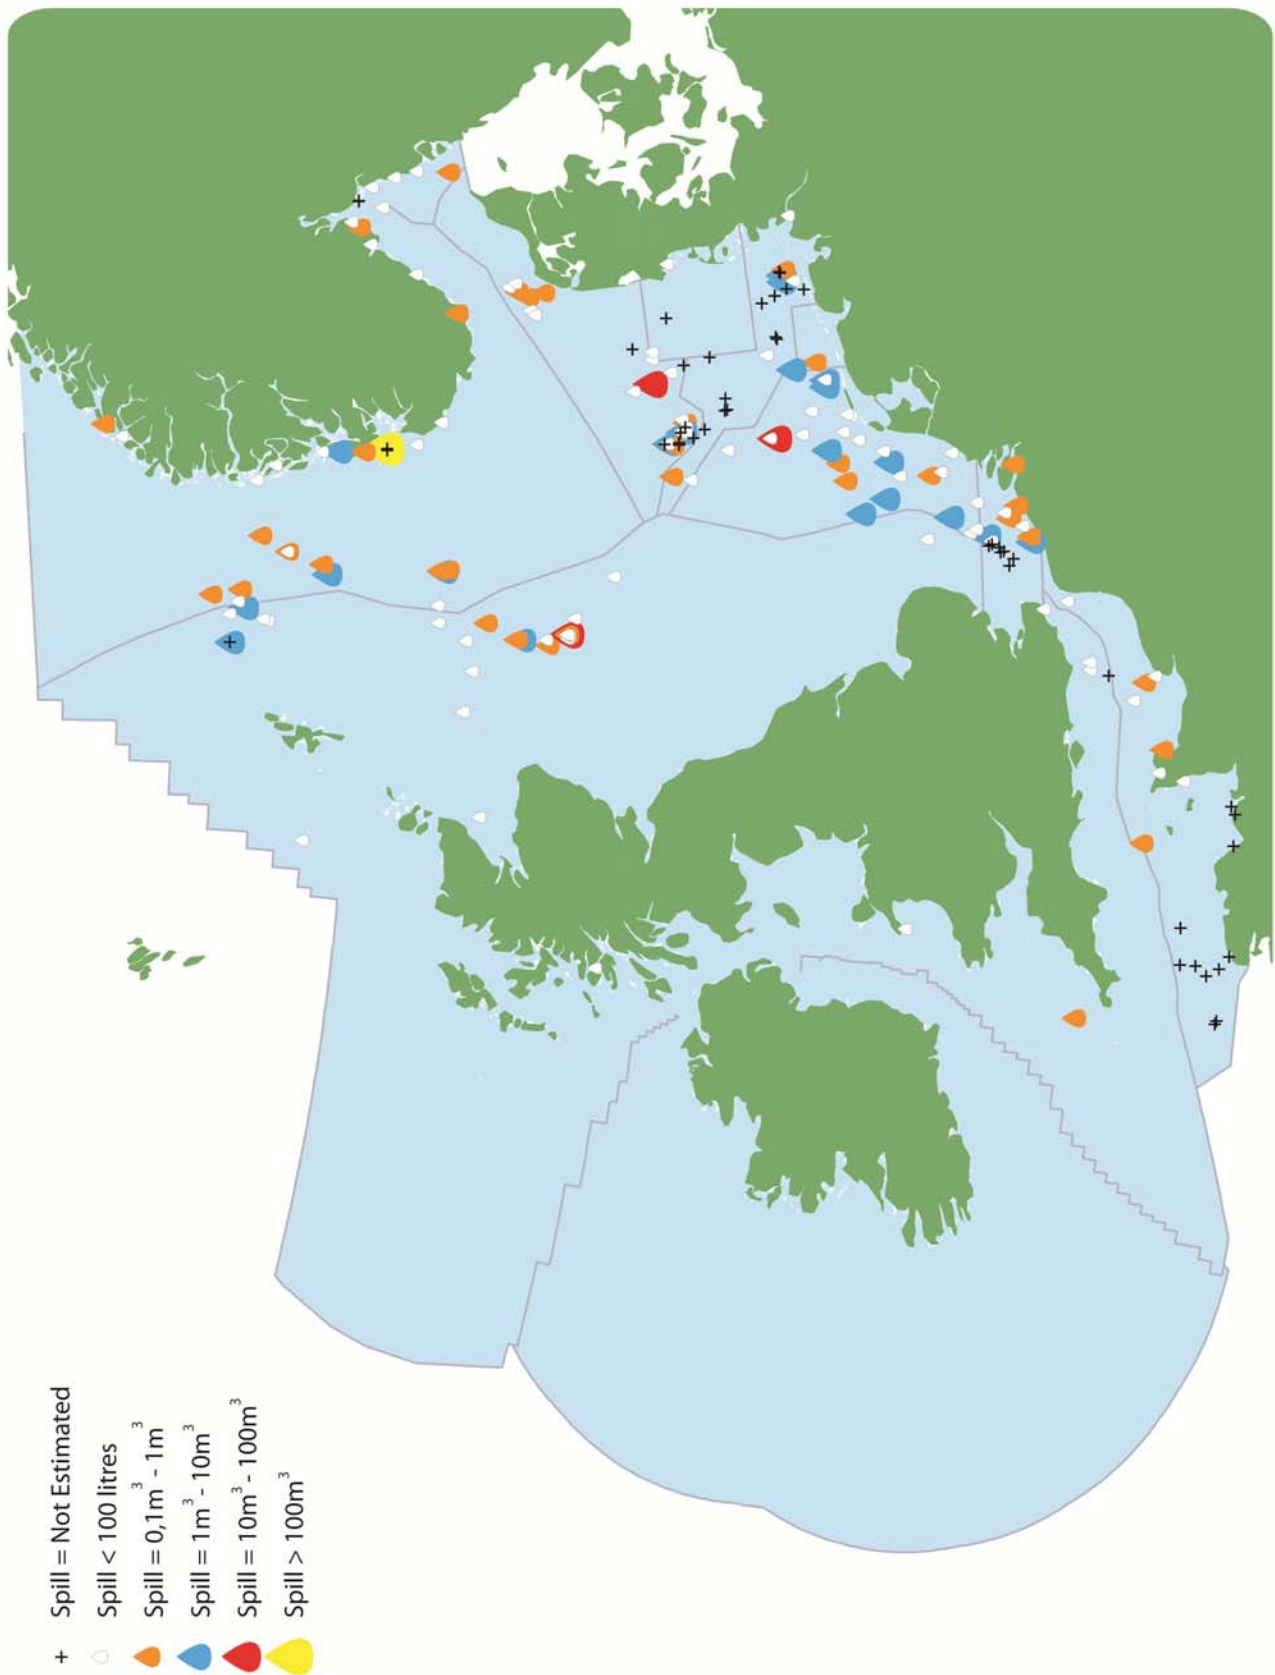 Spill = Not Estimated
Spill < 100 litres
Spill = 0,1m³ - 1m³
Spill = 1m³ - 10m³
Spill = 10m³ - 100m³
Spill > 100m³